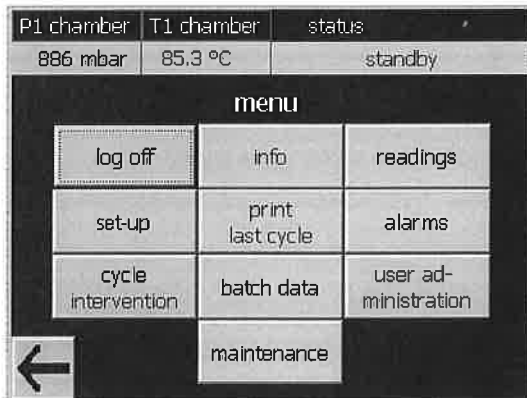 P1 chamber T1 chamber status
886 mbar 85.3 °C standby
menu
log off info readings
set-up print last cycle alarms
cycle intervention batch data user ad-ministration
maintenance